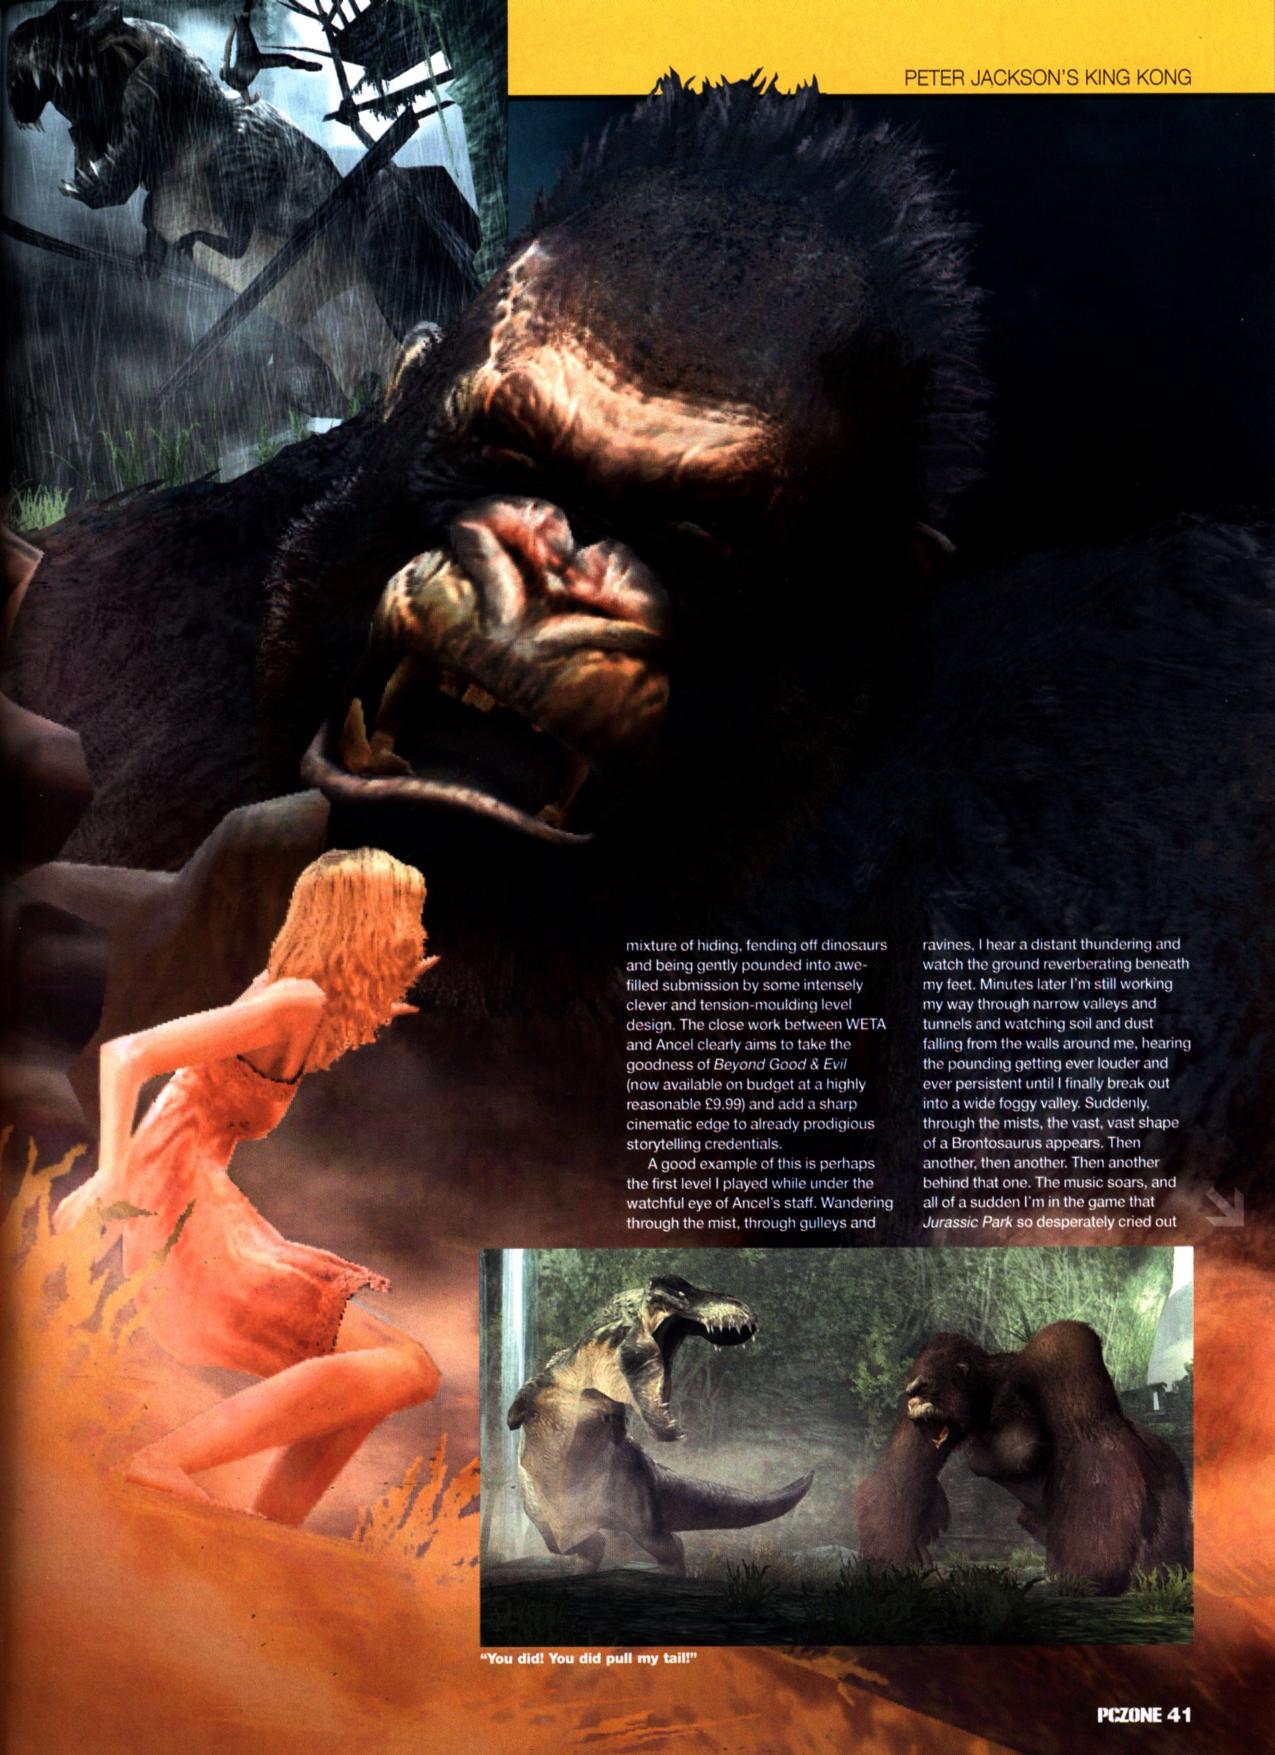 PETER JACKSON'S KING KONG
mixture of hiding, fending off dinosaurs
and being gently pounded into awe-
filled submission by some intensely
clever and tension-moulding level
design. The close work between WETA
and Ancel clearly aims to take the
goodness of Beyond Good & Evil
(now available on budget at a highly
reasonable £9.99) and add a sharp
cinematic edge to already prodigious
storytelling credentials.
A good example of this is perhaps
the first level I played while under the
watchful eye of Ancel's staff. Wandering
through the mist, through gulleys and
ravines, I hear a distant thundering and
watch the ground reverberating beneath
my feet. Minutes later I'm still working
my way through narrow valleys and
tunnels and watching soil and dust
falling from the walls around me, hearing
the pounding getting ever louder and
ever persistent until I finally break out
into a wide foggy valley. Suddenly,
through the mists, the vast, vast shape
of a Brontosaurus appears. Then
another, then another. Then another
behind that one. The music soars, and
all of a sudden I'm in the game that
Jurassic Park so desperately cried out
"You did! You did pull my tail!"
PCZONE 41